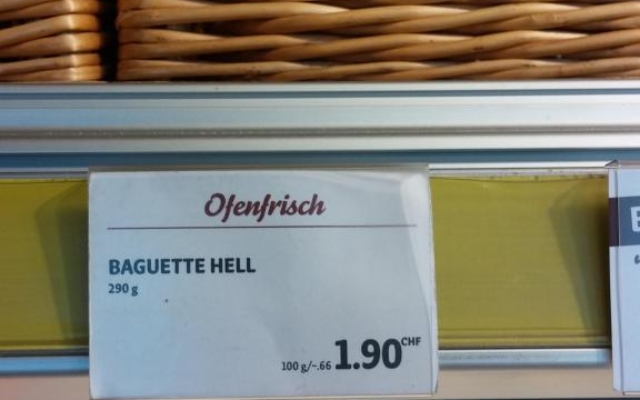 Ofenfrisch
BAGUETTE HELL
290 g
100 g/-.66 1.90 CHF